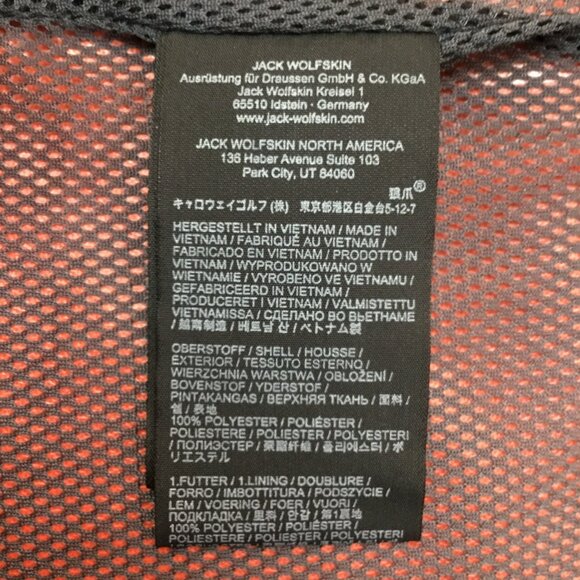 JACK WOLFSKIN
Ausrüstung für Draussen GmbH & Co. KGaA
Jack Wolfskin Kreisel 1
65510 Idstein · Germany
www.jack-wolfskin.com
JACK WOLFSKIN NORTH AMERICA
136 Heber Avenue Suite 103
Park City, UT 84060
狼爪®
キャロウェイゴルフ(株) 東京都港区白金台5-12-7
HERGESTELLT IN VIETNAM / MADE IN
VIETNAM / FABRIQUÉ AU VIETNAM /
FABRICADO EN VIETNAM / PRODOTTO IN
VIETNAM / WYPRODUKOWANO W
WIETNAMIE / VYROBENO VE VIETNAMU /
GEFABRICEERD IN VIETNAM /
PRODUCERET I VIETNAM / VALMISTETTU
VIETNAMISSA / СДЕЛАНО ВО ВЬЕТНАМЕ
/ 越南制造 / 베트남 산 / ベトナム製
OBERSTOFF / SHELL / HOUSSE /
EXTERIOR / TESSUTO ESTERNO /
WIERZCHNIA WARSTWA / OBLOŽENÍ /
BOVENSTOF / YDERSTOF /
PINTAKANGAS / ВЕРХНЯЯ ТКАНЬ / 面料 /
쉘 / 表地
100% POLYESTER / POLYESTER /
POLIESTERE / POLIESTER / POLYESTER
/ ПОЛИЭСТЕР / 聚酯纤维 / 폴리에스터 / ポ
リエステル
1.FUTTER / 1.LINING / DOUBLURE /
FORRO / IMBOTTITURA / PODSZYCIE /
LEM / VOERING / FOER / VUORI /
ПОДКЛАДКА / 里料 / 안감 / 第1裏地
100% POLYESTER / POLIÉSTER /
POLIESTERE / POLIESTER / POLYESTER